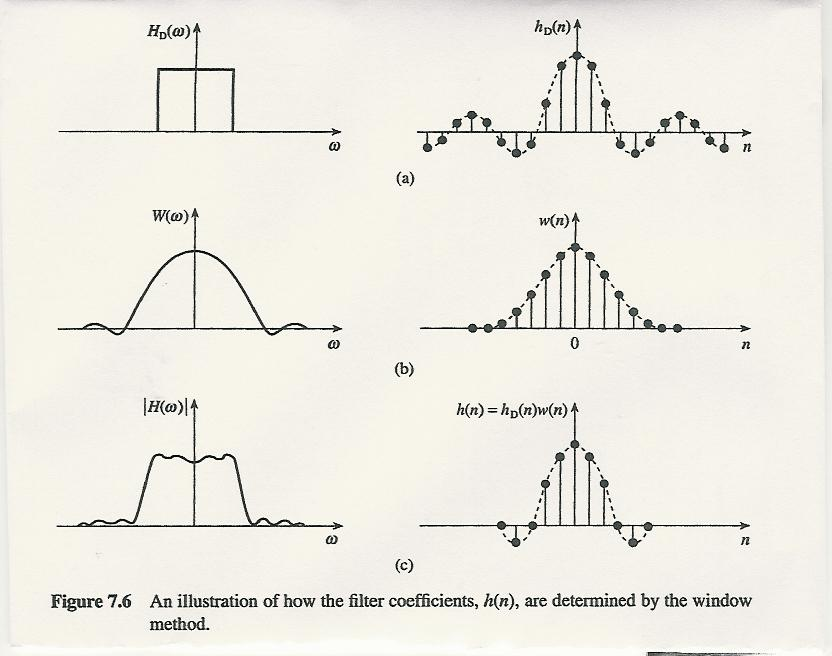 H_D(ω)
h_D(n)
ω
n
(a)
W(ω)
w(n)
ω
0
n
(b)
|H(ω)|
h(n) = h_D(n)w(n)
ω
n
(c)
Figure 7.6 An illustration of how the filter coefficients, h(n), are determined by the window
method.